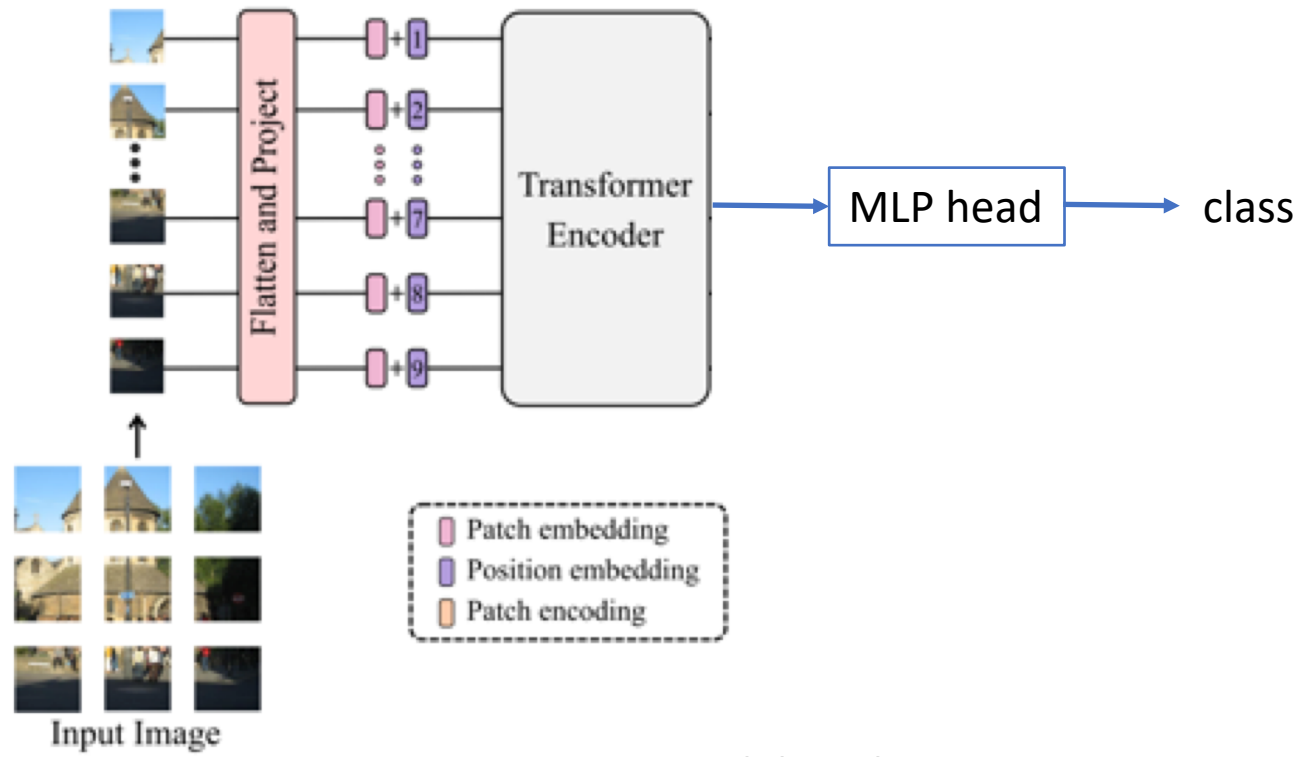 Flatten and Project
+ 1
+ 2
+ 7
+ 8
+ 9
Transformer
Encoder
MLP head
class
Patch embedding
Position embedding
Patch encoding
Input Image